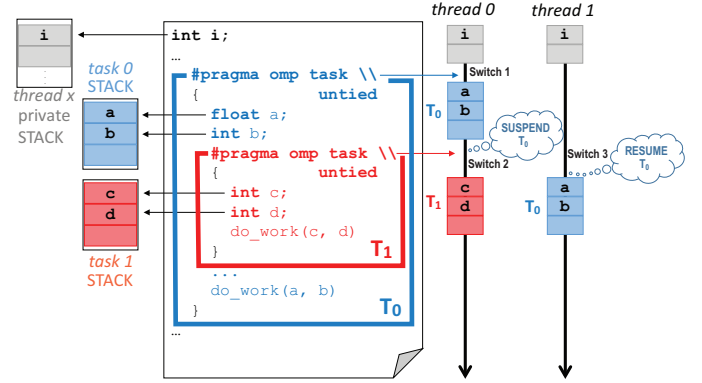 i
thread x
private
STACK
task 0
STACK
a
b
c
d
task 1
STACK
int i;
…
#pragma omp task \\
{ untied
float a;
int b;
#pragma omp task \\
{ untied
int c;
int d;
do_work(c, d)
} T1
...
do_work(a, b)
} T0
…
thread 0
i
Switch 1
T0
a
b
SUSPEND
T0
Switch 2
T1
c
d
thread 1
i
Switch 3
RESUME
T0
T0
a
b